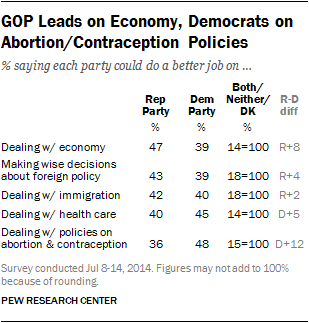 GOP Leads on Economy, Democrats on
Abortion/Contraception Policies
% saying each party could do a better job on ...
Rep Party Dem Party Both/Neither/DK R-D diff
% % %
Dealing w/ economy 47 39 14=100 R+8
Making wise decisions
about foreign policy 43 39 18=100 R+4
Dealing w/ immigration 42 40 18=100 R+2
Dealing w/ health care 40 45 14=100 D+5
Dealing w/ policies on
abortion & contraception 36 48 15=100 D+12
Survey conducted Jul 8-14, 2014. Figures may not add to 100%
because of rounding.
PEW RESEARCH CENTER